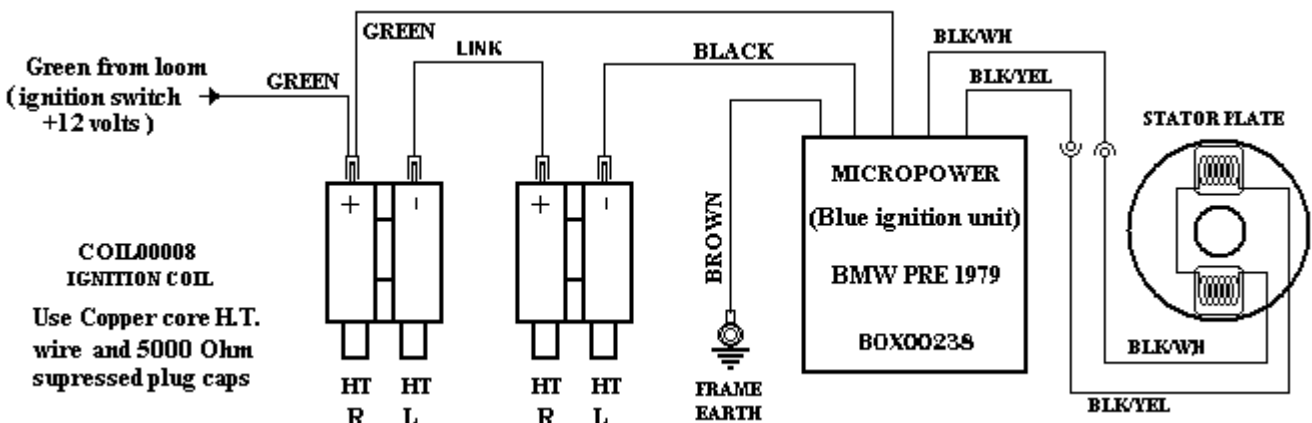 Green from loom
( ignition switch
+12 volts )
GREEN
GREEN
LINK
BLACK
BROWN
BLK/WH
BLK/YEL
STATOR PLATE
+
-
+
-
COIL00008
IGNITION COIL
Use Copper core H.T.
wire and 5000 Ohm
supressed plug caps
HT
R
HT
L
HT
R
HT
L
FRAME
EARTH
MICROPOWER
(Blue ignition unit)
BMW PRE 1979
BOX00238
BLK/WH
BLK/YEL